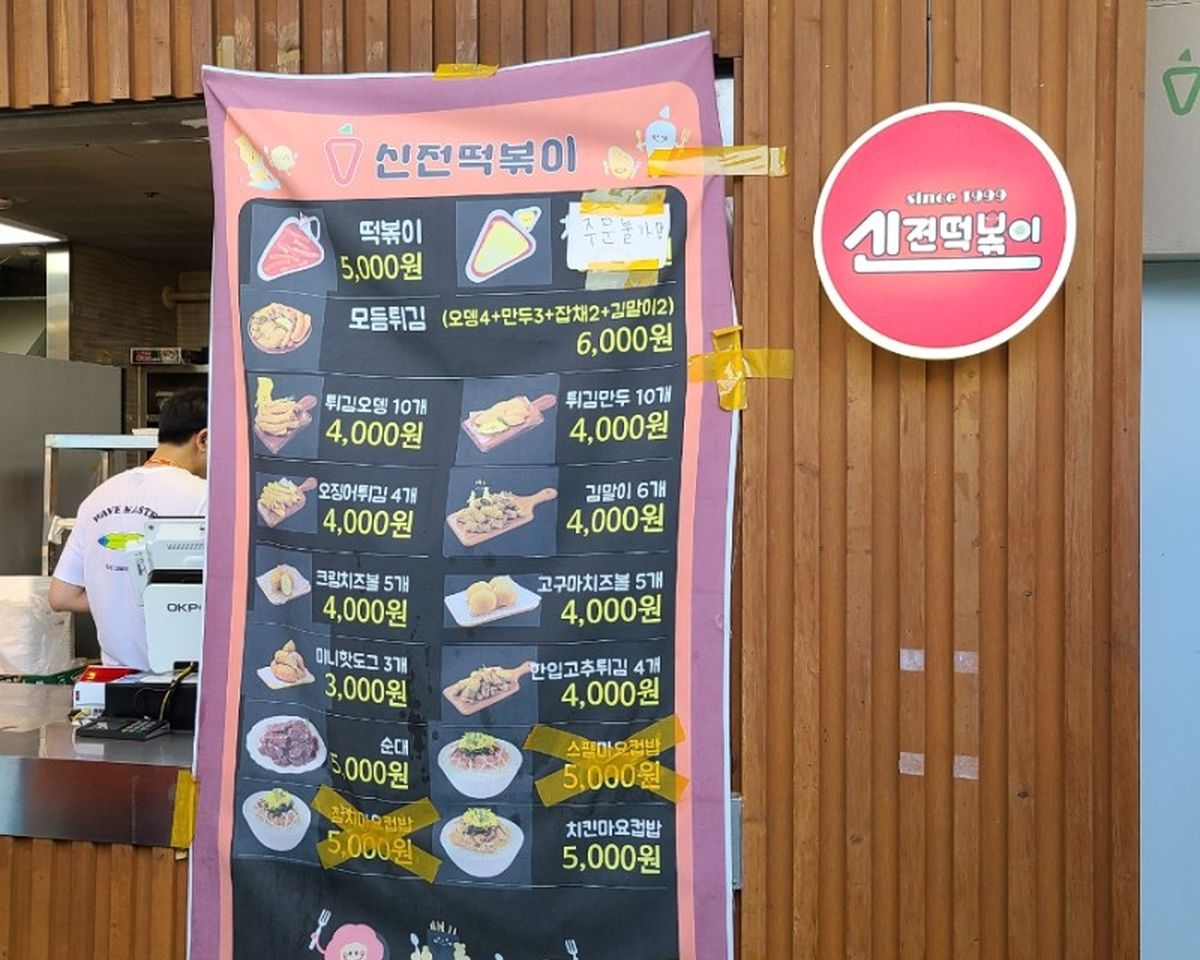 신전떡볶이
떡볶이
5,000원
주문불가
모듬튀김 (오뎅4+만두3+잡채2+김말이2)
6,000원
튀김오뎅 10개
4,000원
튀김만두 10개
4,000원
오징어튀김 4개
4,000원
김말이 6개
4,000원
크림치즈볼 5개
4,000원
고구마치즈볼 5개
4,000원
미니핫도그 3개
3,000원
한입고추튀김 4개
4,000원
순대
5,000원
스팸마요컵밥
5,000원
참치마요컵밥
5,000원
치킨마요컵밥
5,000원
since 1999
신전떡볶이
OKP